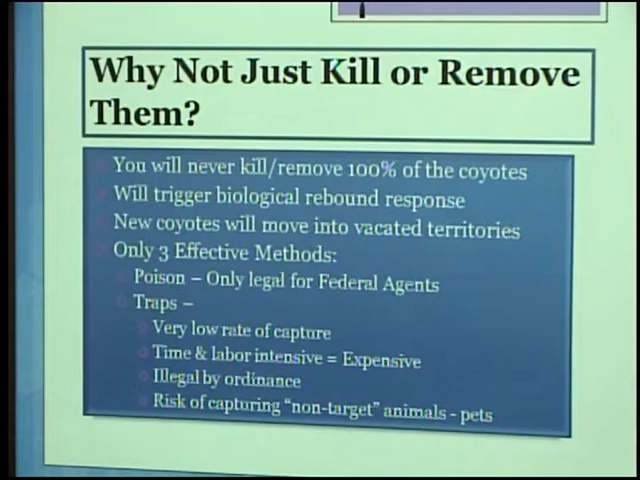 Why Not Just Kill or Remove
Them?
You will never kill/remove 100% of the coyotes
Will trigger biological rebound response
New coyotes will move into vacated territories
Only 3 Effective Methods:
Poison – Only legal for Federal Agents
Traps –
Very low rate of capture
Time & labor intensive = Expensive
Illegal by ordinance
Risk of capturing "non-target" animals - pets